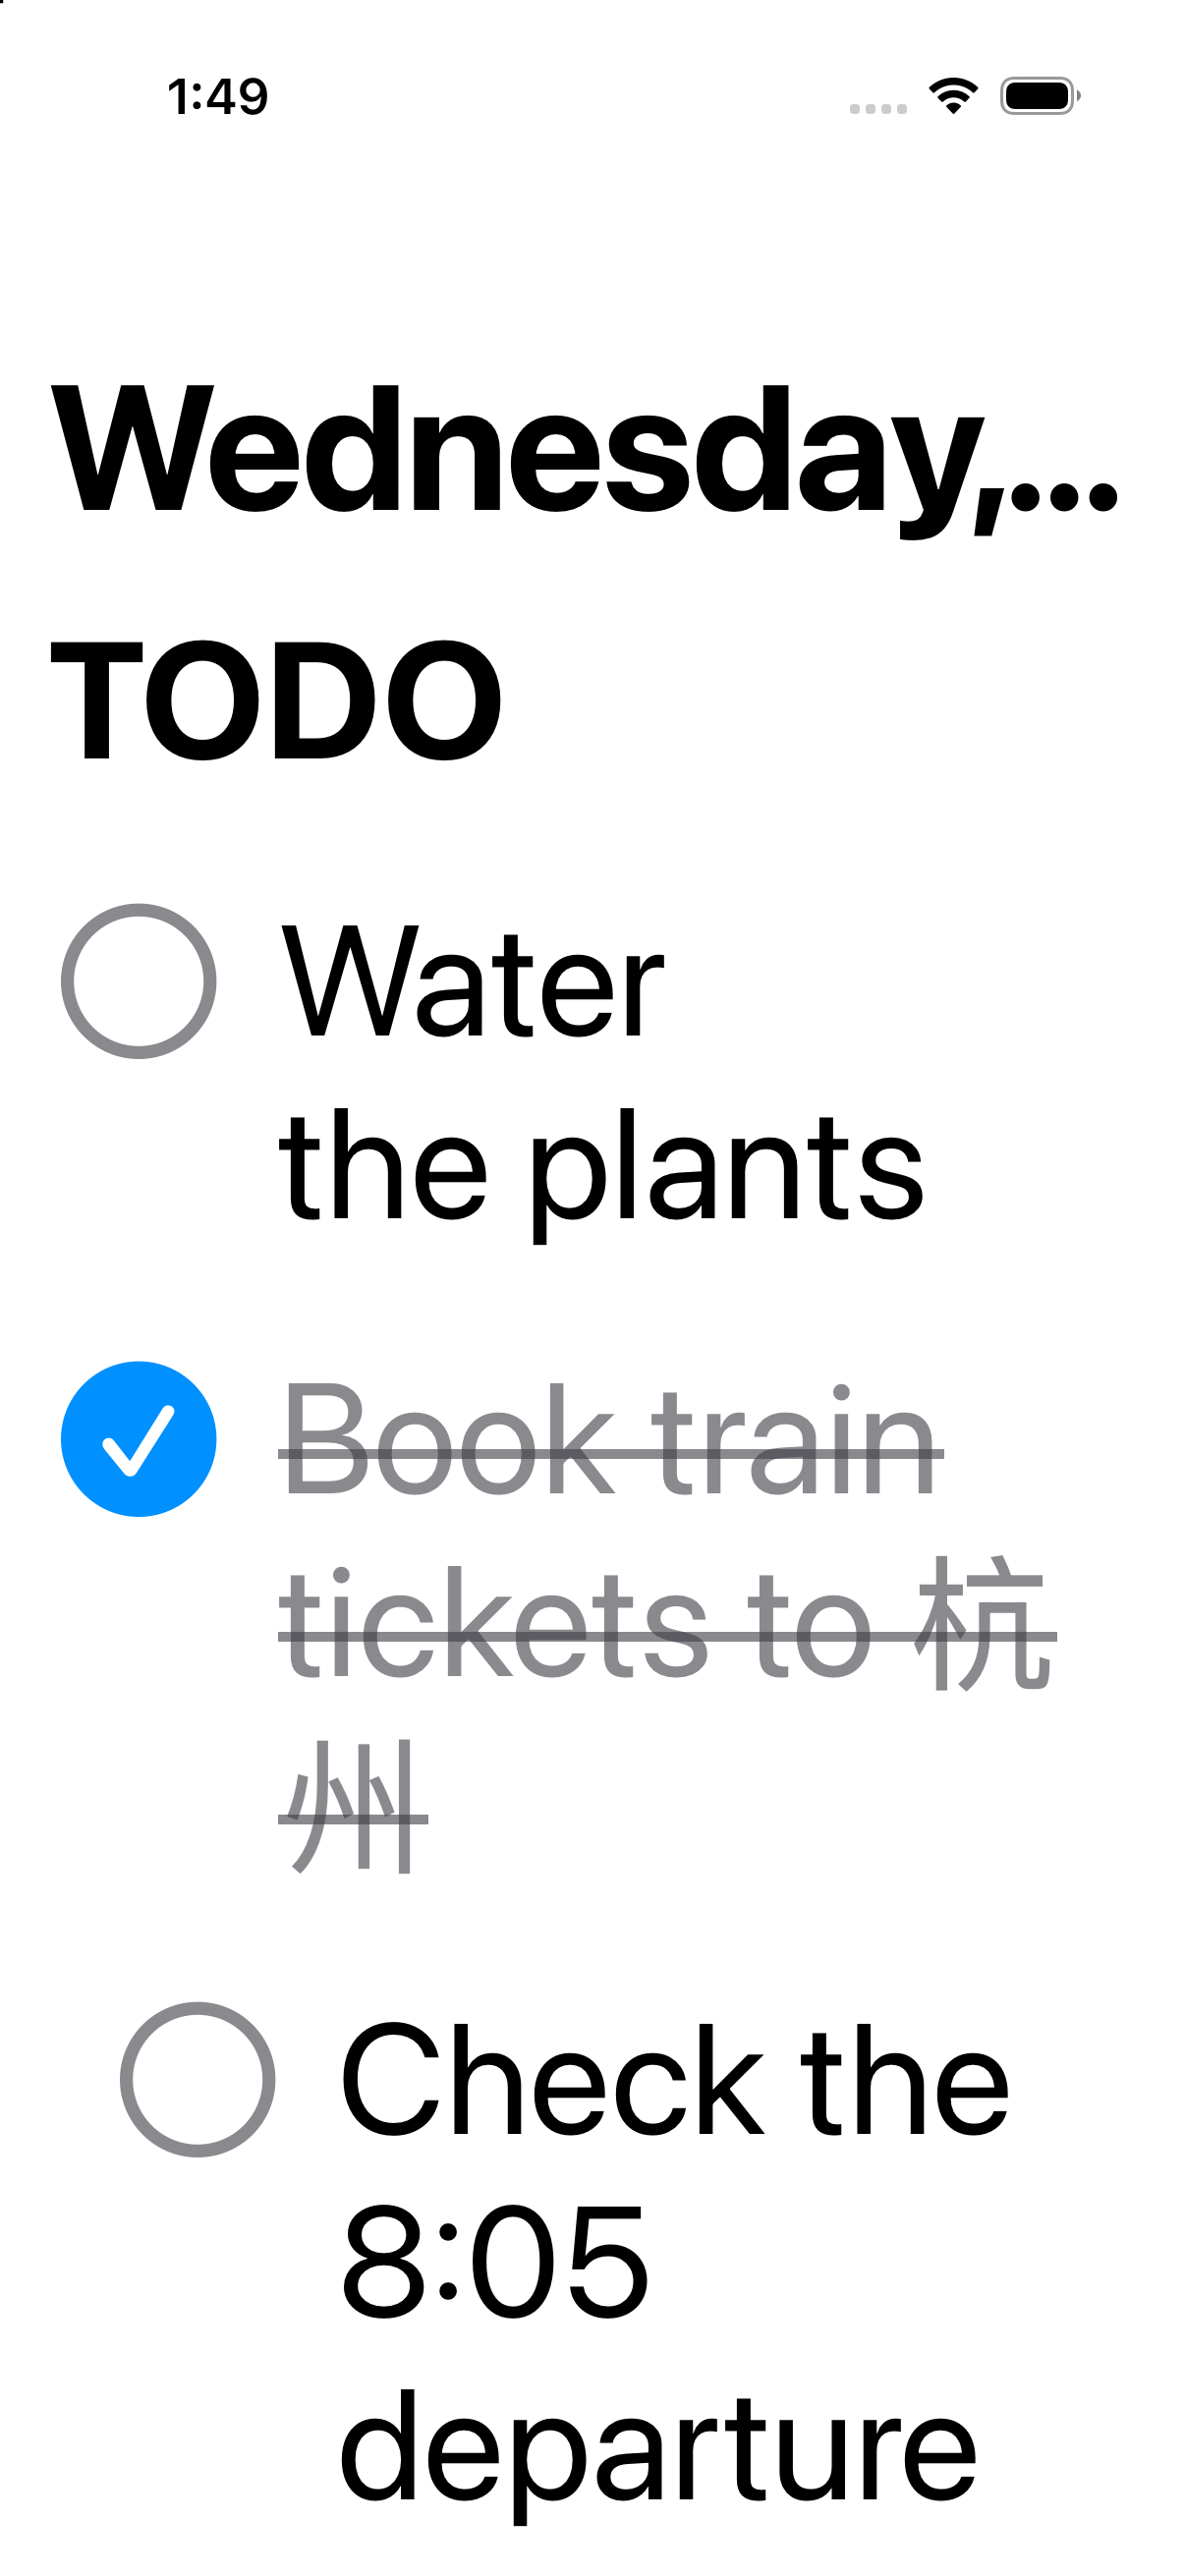 1:49
Wednesday,...
TODO
Water
the plants
Book train
tickets to 杭
州
Check the
8:05
departure